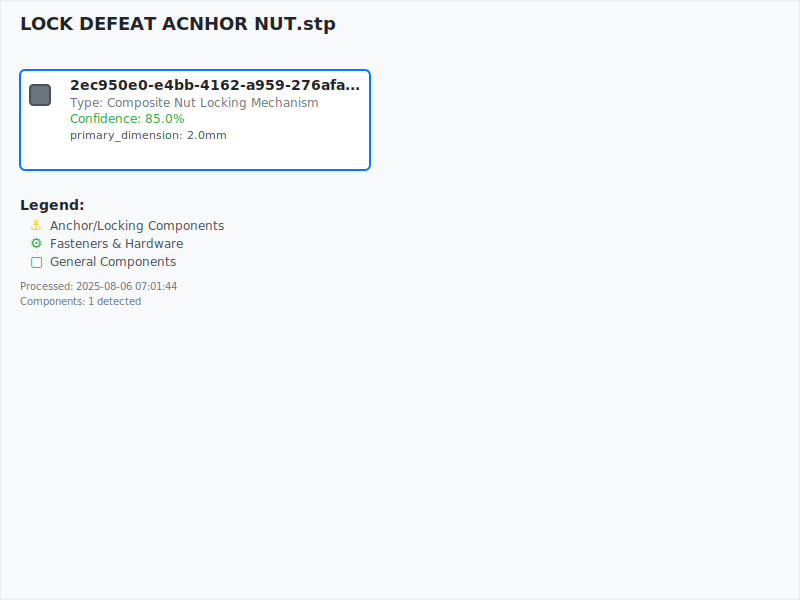 LOCK DEFEAT ACNHOR NUT.stp
2ec950e0-e4bb-4162-a959-276afa...
Type: Composite Nut Locking Mechanism
Confidence: 85.0%
primary_dimension: 2.0mm
Legend:
⚓ Anchor/Locking Components
⚙ Fasteners & Hardware
▢ General Components
Processed: 2025-08-06 07:01:44
Components: 1 detected